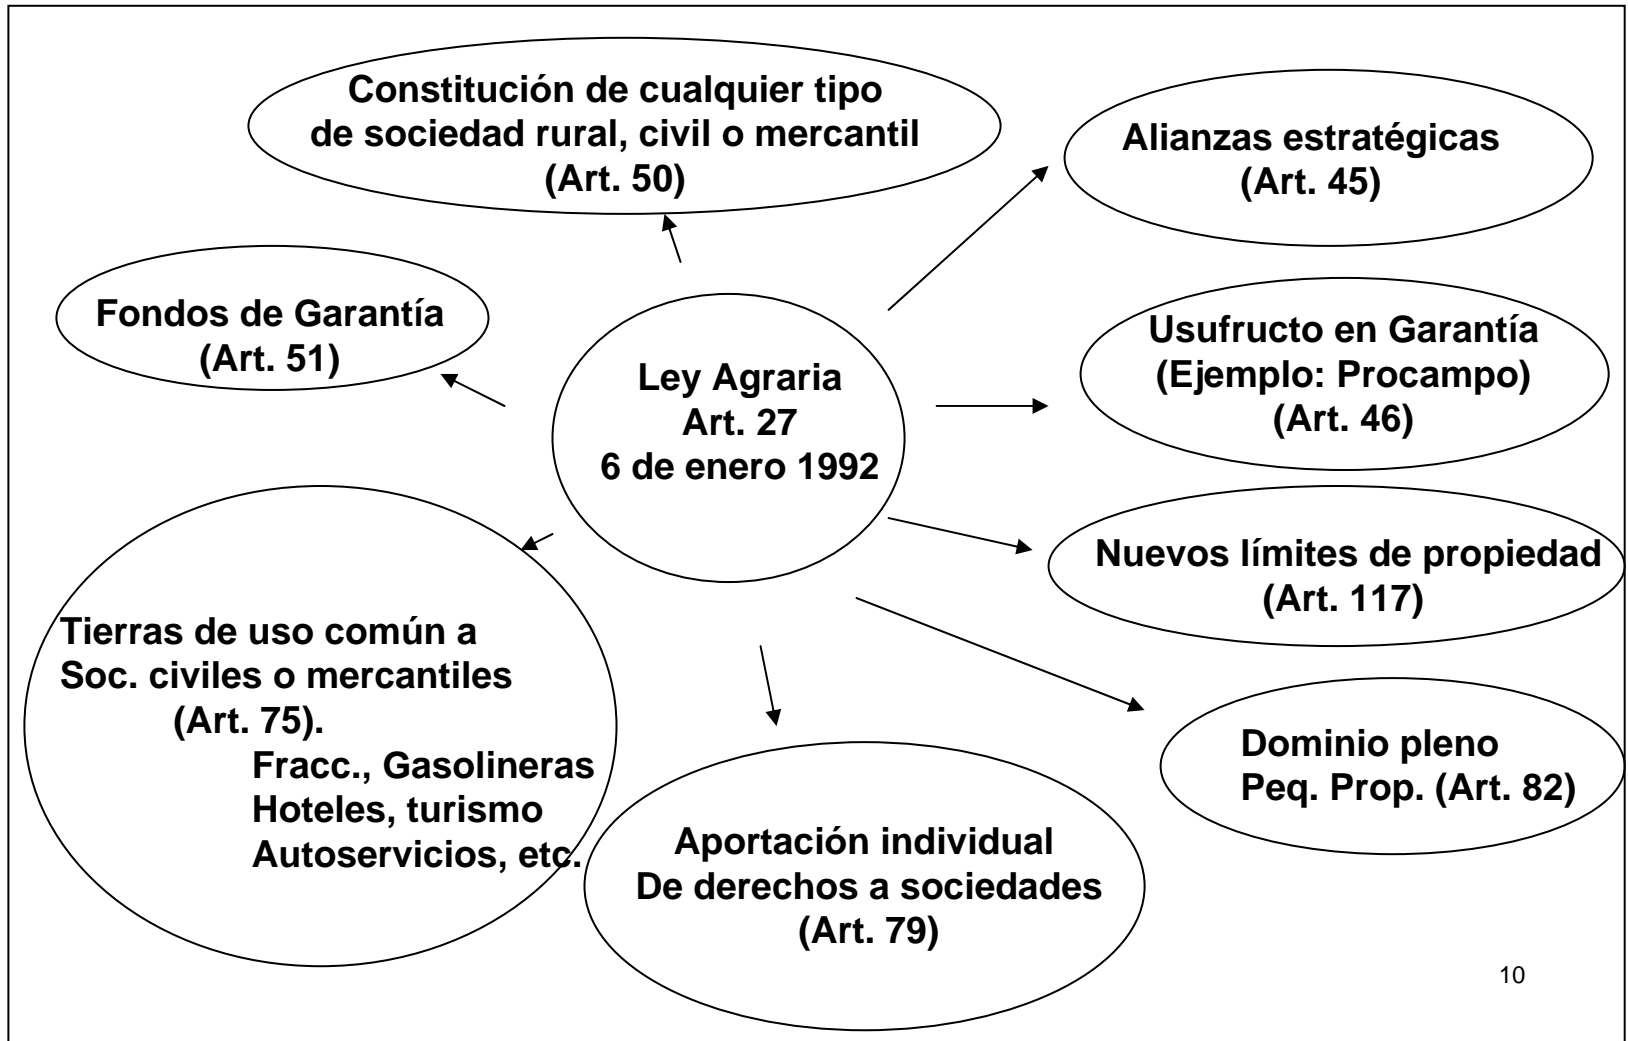 Constitución de cualquier tipo
de sociedad rural, civil o mercantil
(Art. 50)
Alianzas estratégicas
(Art. 45)
Fondos de Garantía
(Art. 51)
Usufructo en Garantía
(Ejemplo: Procampo)
(Art. 46)
Ley Agraria
Art. 27
6 de enero 1992
Nuevos límites de propiedad
(Art. 117)
Tierras de uso común a
Soc. civiles o mercantiles
(Art. 75).
Fracc., Gasolineras
Hoteles, turismo
Autoservicios, etc.
Dominio pleno
Peq. Prop. (Art. 82)
Aportación individual
De derechos a sociedades
(Art. 79)
10